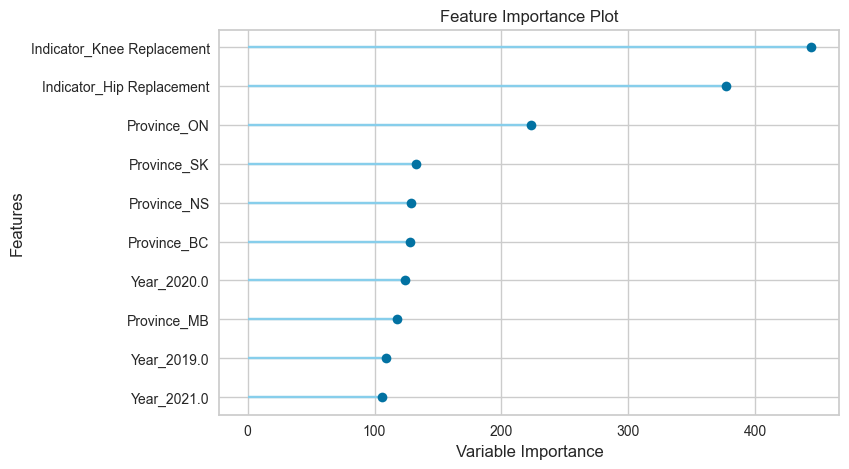 Feature Importance Plot
Indicator_Knee Replacement
Indicator_Hip Replacement
Province_ON
Province_SK
Province_NS
Province_BC
Year_2020.0
Province_MB
Year_2019.0
Year_2021.0
Features
0 100 200 300 400
Variable Importance